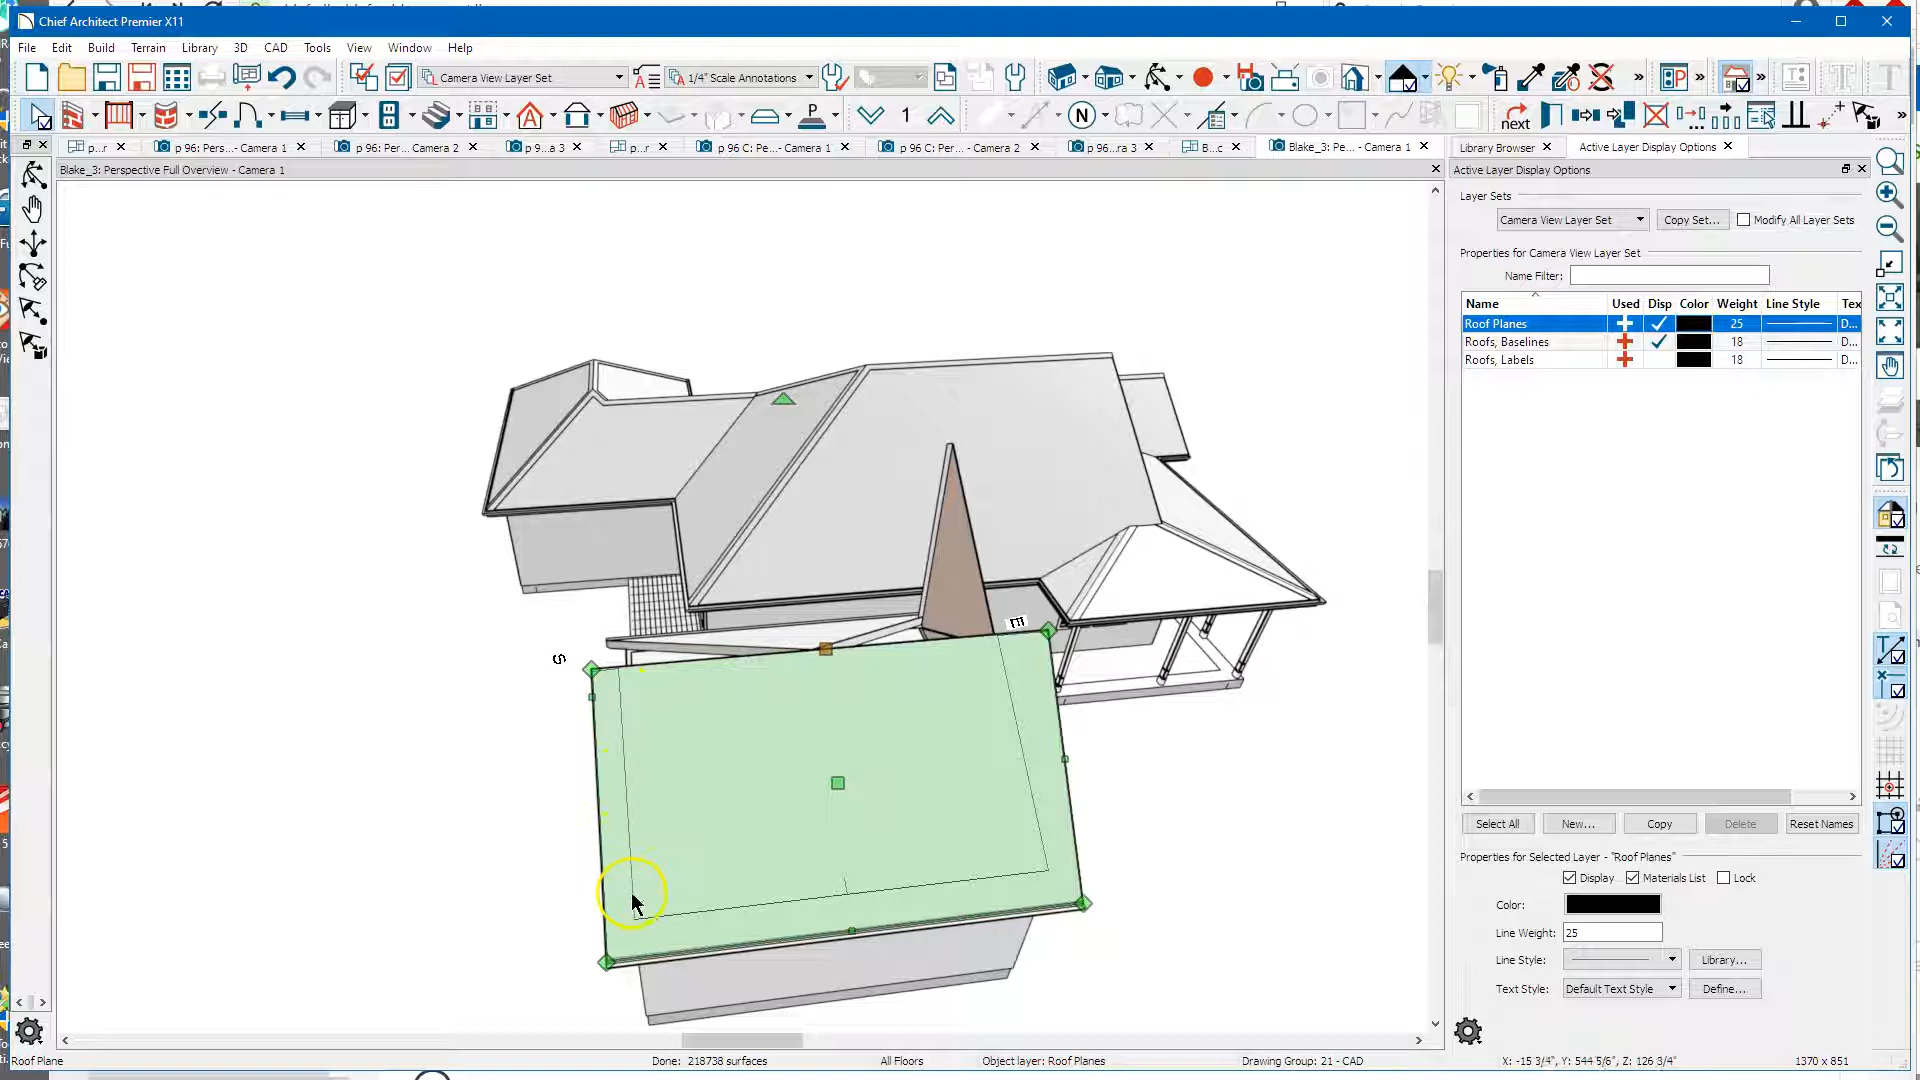 Chief Architect Premier X11
File Edit Build Terrain Library 3D CAD Tools View Window Help
Camera View Layer Set 1/4" Scale Annotations
1 N next
p...r p 96: Pers...- Camera 1 p 96: Per... Camera 2 p 9...a 3 p...r p 96 C: Pe...- Camera 1 p 96 C: Per... - Camera 2 p 96...ra 3 B...c Blake_3: Pe... - Camera 1 Library Browser Active Layer Display Options
Blake_3: Perspective Full Overview - Camera 1 Active Layer Display Options
Layer Sets
Camera View Layer Set Copy Set... Modify All Layer Sets
Properties for Camera View Layer Set
Name Filter:
Name Used Disp Color Weight Line Style Tex
Roof Planes 25 D...
Roofs, Baselines 18 D...
Roofs, Labels 18 D...
E
S
Select All New... Copy Delete Reset Names
Properties for Selected Layer - "Roof Planes"
Display Materials List Lock
Color:
Line Weight: 25
Line Style: Library...
Text Style: Default Text Style Define...
Roof Plane Done: 218738 surfaces All Floors Object layer: Roof Planes Drawing Group: 21 - CAD X: -15 3/4", Y: 544 5/6", Z: 126 3/4" 1370 x 851